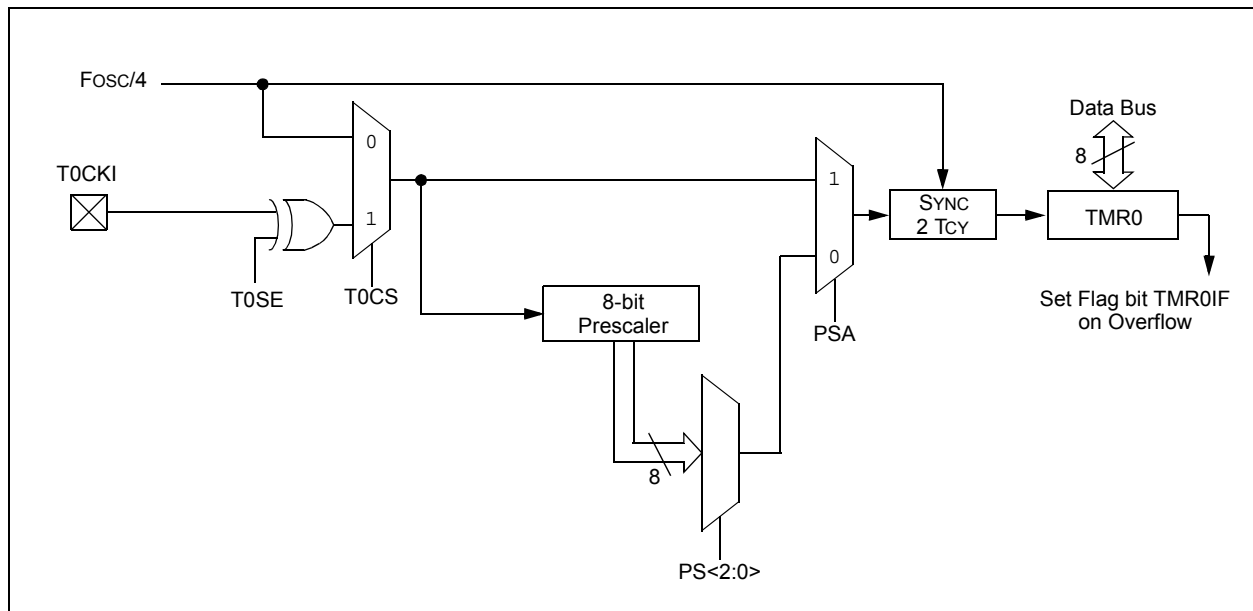 FOSC/4
Data Bus
8
T0CKI
0
1
1
SYNC
2 TCY
TMR0
0
T0SE
T0CS
8-bit
Prescaler
PSA
Set Flag bit TMR0IF
on Overflow
8
PS<2:0>